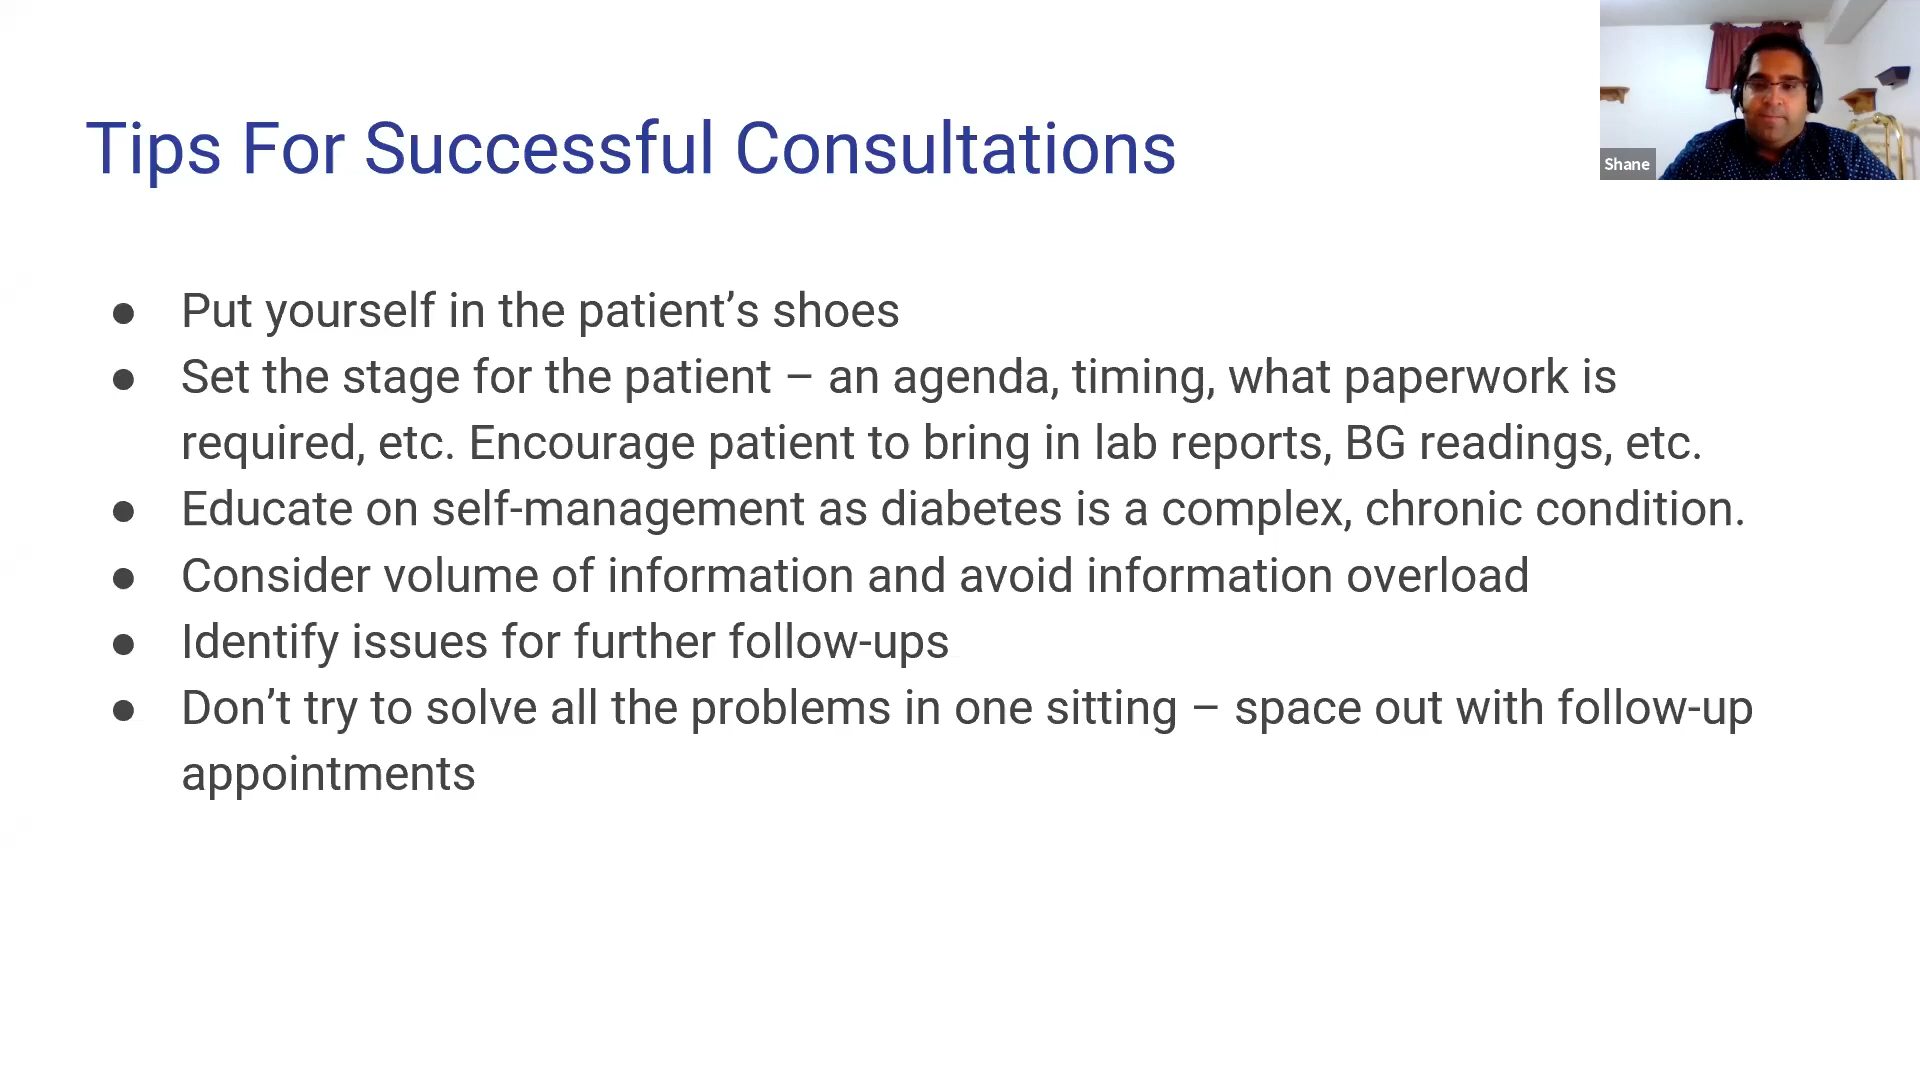 Tips For Successful Consultations
Shane
● Put yourself in the patient’s shoes
● Set the stage for the patient – an agenda, timing, what paperwork is
required, etc. Encourage patient to bring in lab reports, BG readings, etc.
● Educate on self-management as diabetes is a complex, chronic condition.
● Consider volume of information and avoid information overload
● Identify issues for further follow-ups
● Don’t try to solve all the problems in one sitting – space out with follow-up
appointments